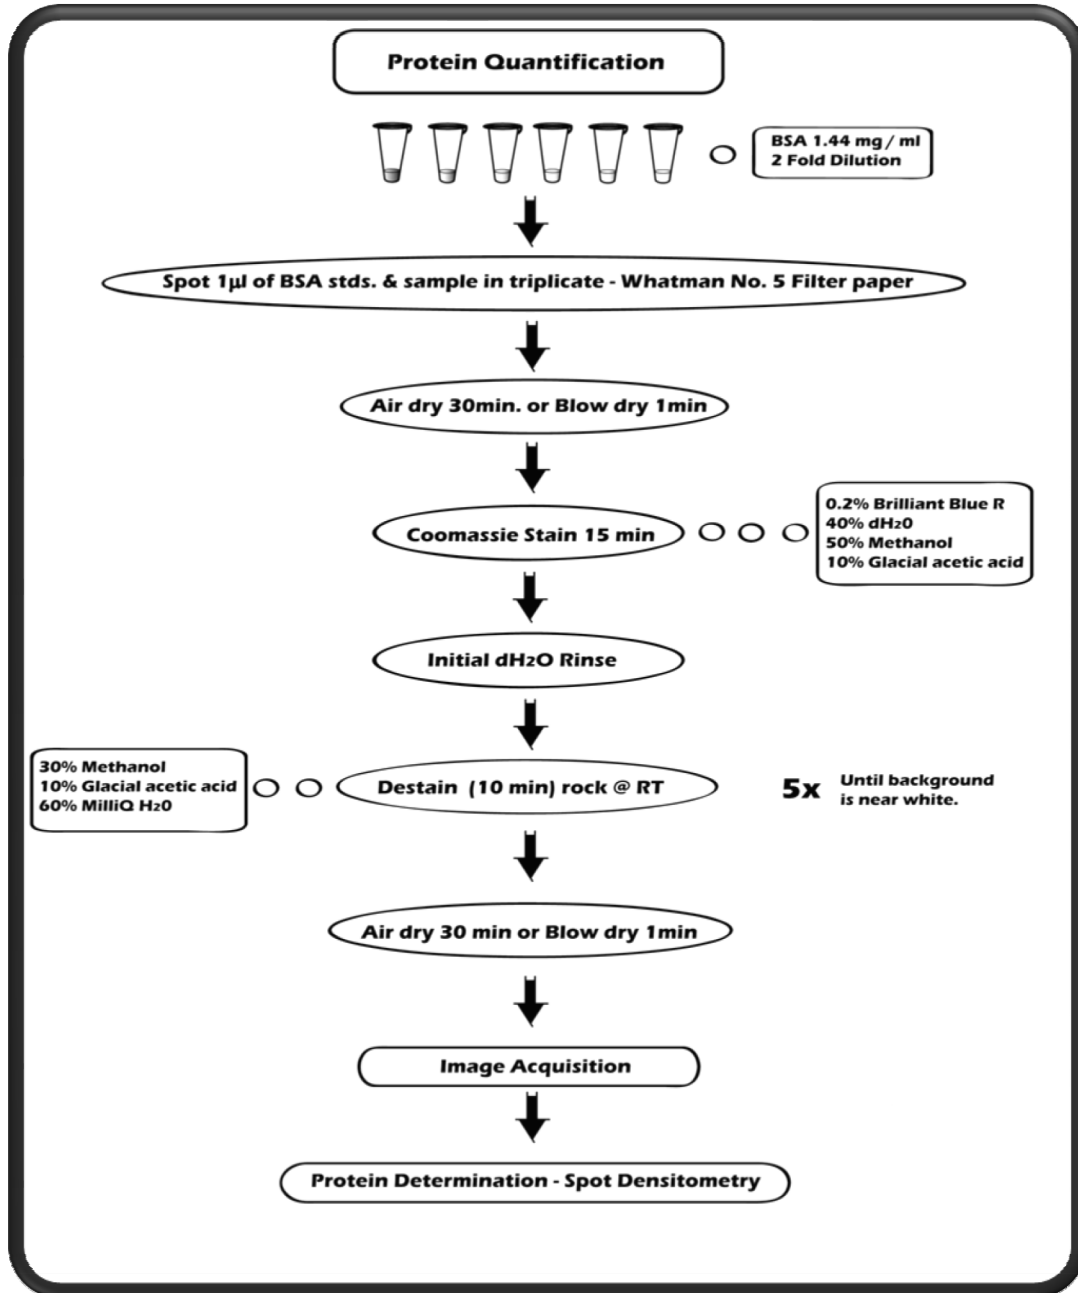 Protein Quantification
BSA 1.44 mg / ml
2 Fold Dilution
Spot 1µl of BSA stds. & sample in triplicate - Whatman No. 5 Filter paper
Air dry 30min. or Blow dry 1min
Coomassie Stain 15 min
0.2% Brilliant Blue R
40% dH20
50% Methanol
10% Glacial acetic acid
Initial dH2O Rinse
30% Methanol
10% Glacial acetic acid
60% MilliQ H20
Destain (10 min) rock @ RT
5x
Until background
is near white.
Air dry 30 min or Blow dry 1min
Image Acquisition
Protein Determination - Spot Densitometry